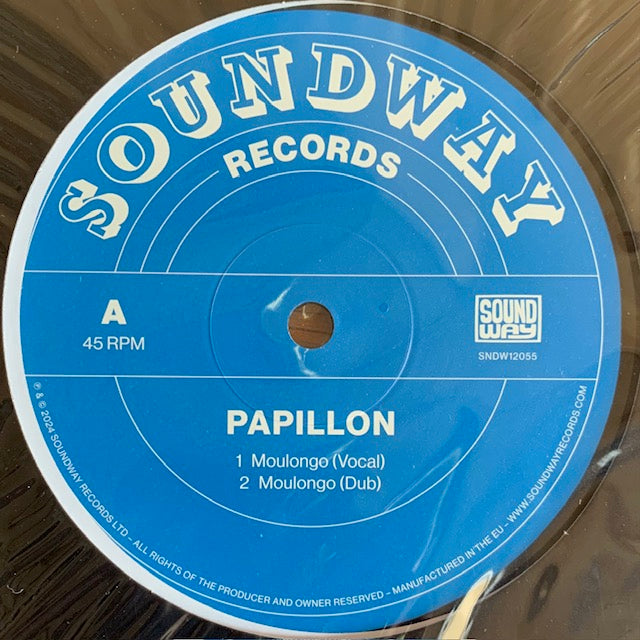 SOUNDWAY
RECORDS
A
45 RPM
SOUND
WAY
SNDW12055
PAPILLON
1 Moulongo (Vocal)
2 Moulongo (Dub)
℗ & © 2024 SOUNDWAY RECORDS LTD – ALL RIGHTS OF THE PRODUCER AND OWNER RESERVED – MANUFACTURED IN THE EU – WWW.SOUNDWAYRECORDS.COM